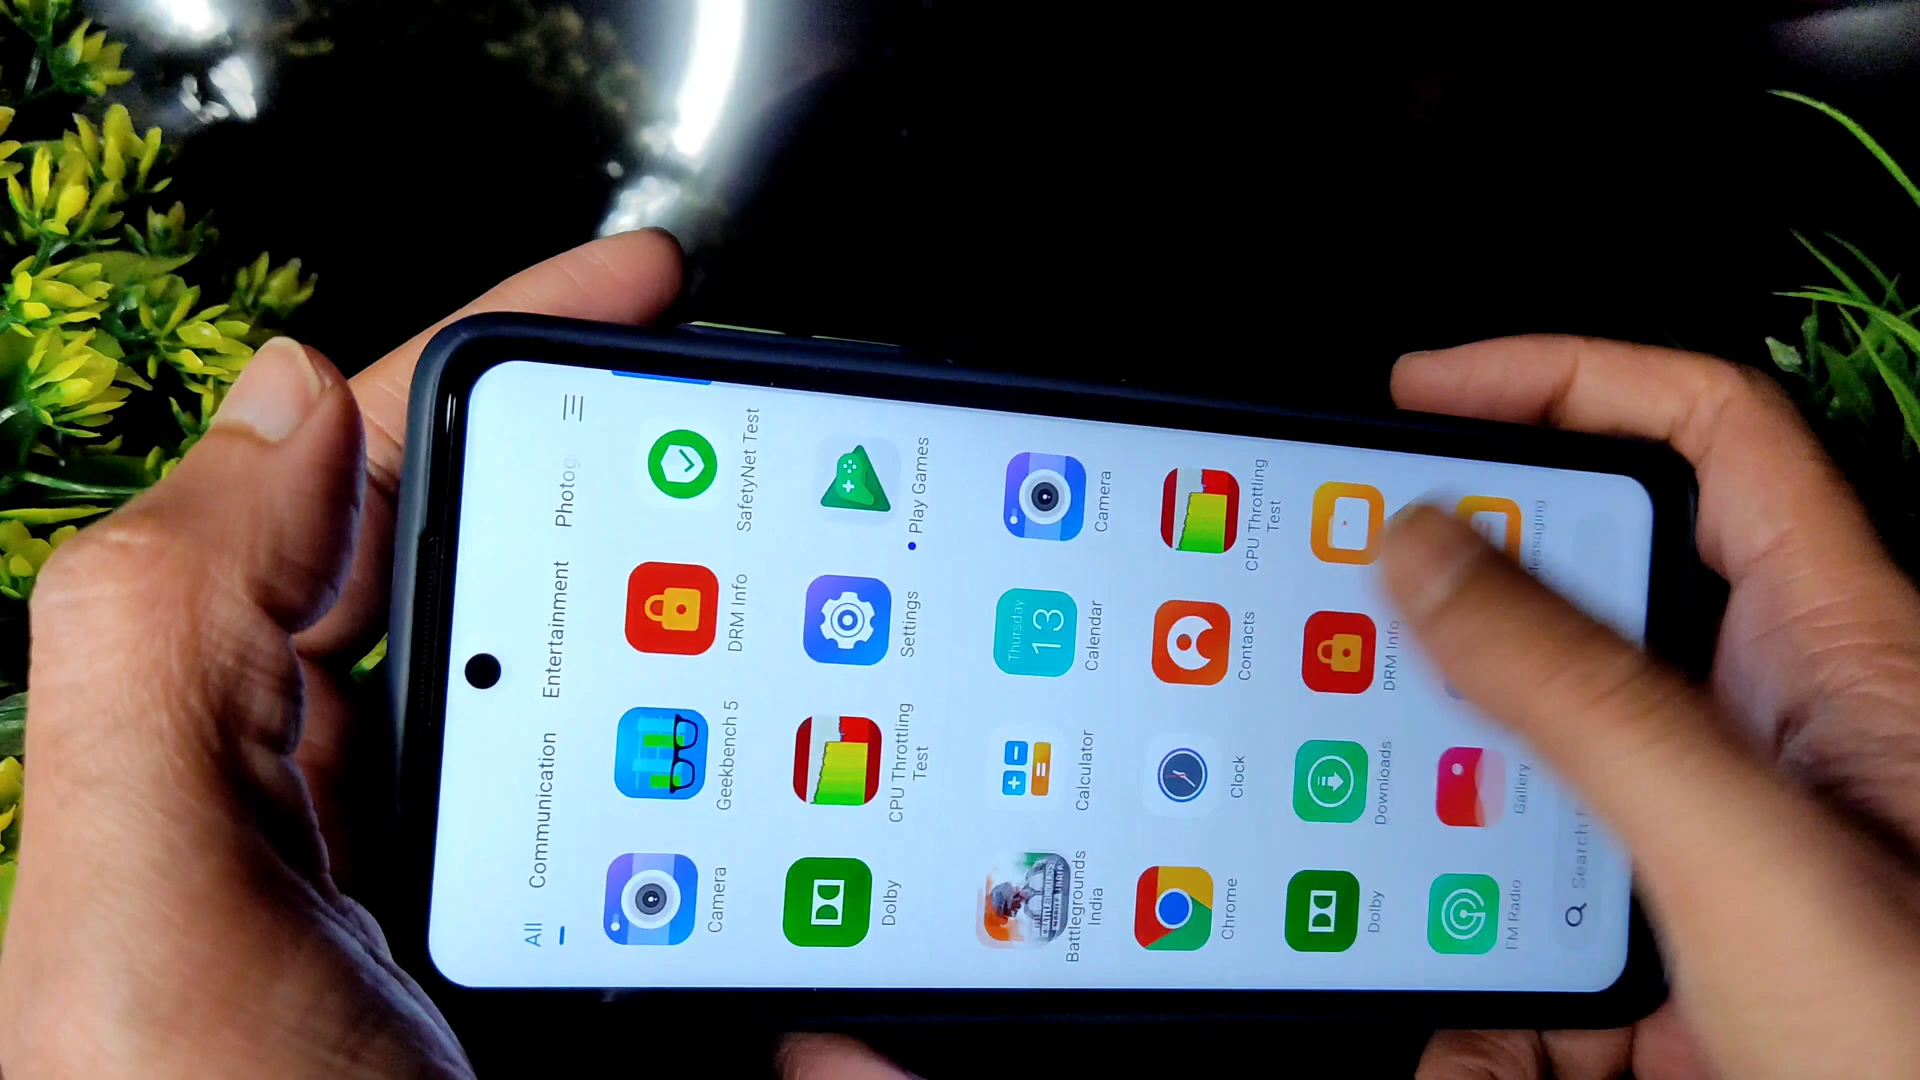 All Communication Entertainment Photog
Camera Geekbench 5 DRM Info SafetyNet Test
Dolby CPU Throttling Settings Play Games
Test
Thursday
13
Battlegrounds Calculator Calendar Camera
India
Chrome Clock Contacts CPU Throttling
Test
Dolby Downloads DRM Info
FM Radio Gallery
Search